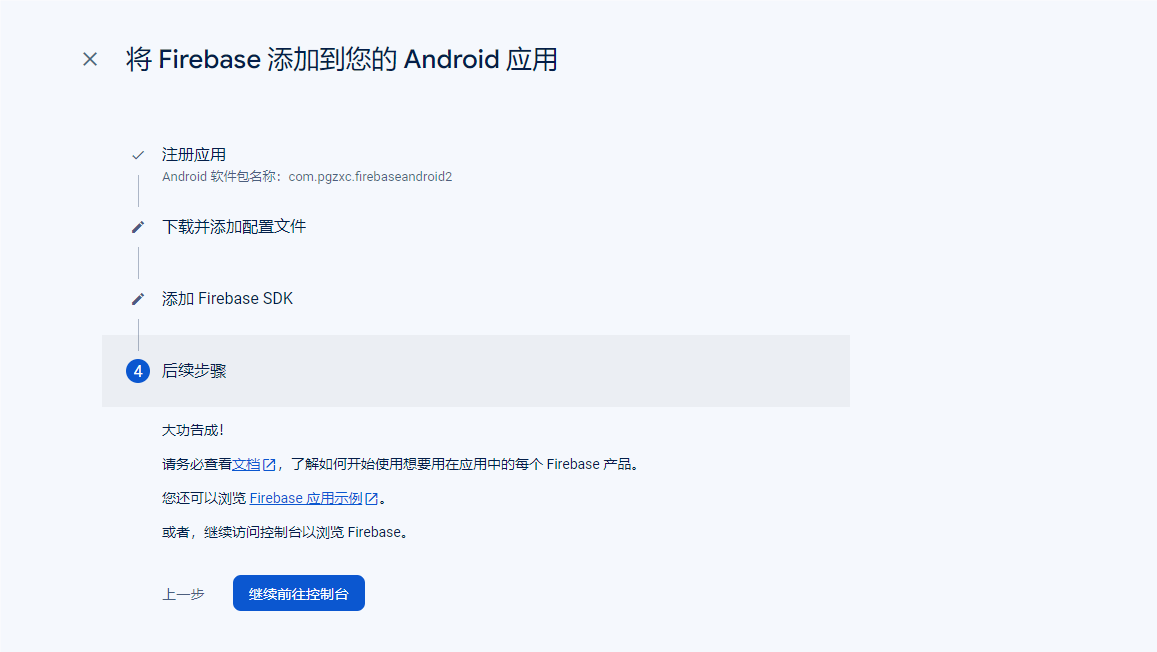 将 Firebase 添加到您的 Android 应用
注册应用
Android 软件包名称：com.pgzxc.firebaseandroid2
下载并添加配置文件
添加 Firebase SDK
4 后续步骤
大功告成！
请务必查看文档，了解如何开始使用想要用在应用中的每个 Firebase 产品。
您还可以浏览 Firebase 应用示例。
或者，继续访问控制台以浏览 Firebase。
上一步 继续前往控制台